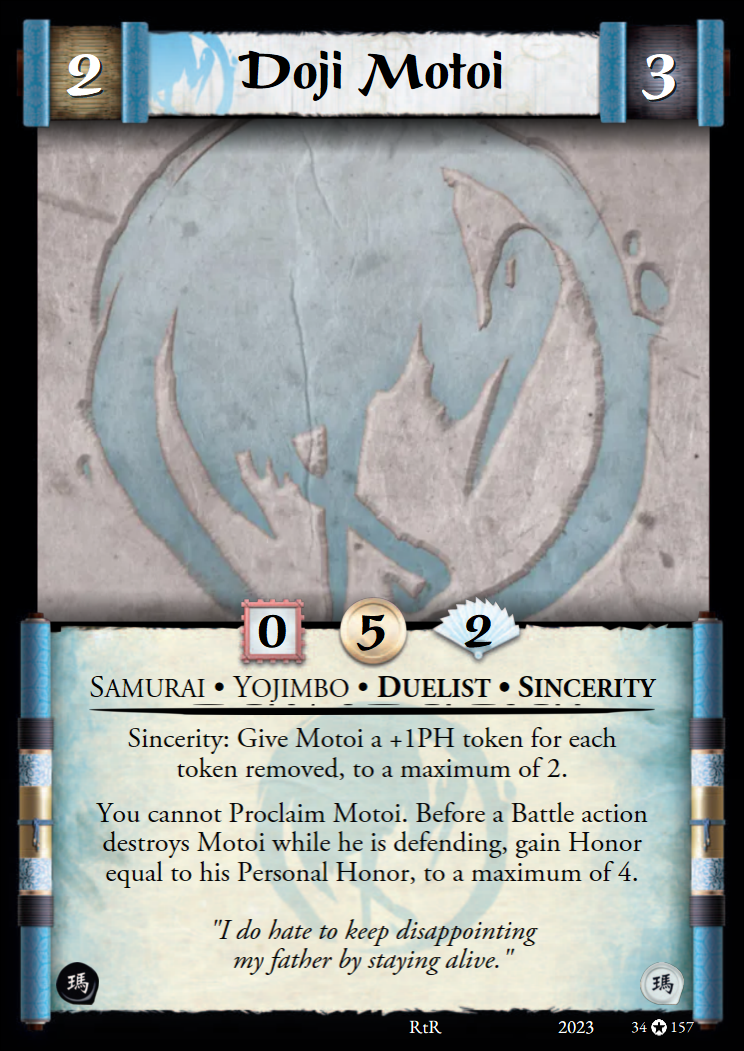 2
Doji Motoi
3
0
5
2
SAMURAI • YOJIMBO • DUELIST • SINCERITY
Sincerity: Give Motoi a +1PH token for each
token removed, to a maximum of 2.
You cannot Proclaim Motoi. Before a Battle action
destroys Motoi while he is defending, gain Honor
equal to his Personal Honor, to a maximum of 4.
"I do hate to keep disappointing
my father by staying alive."
瑪
瑪
RtR 2023 34 ✪ 157